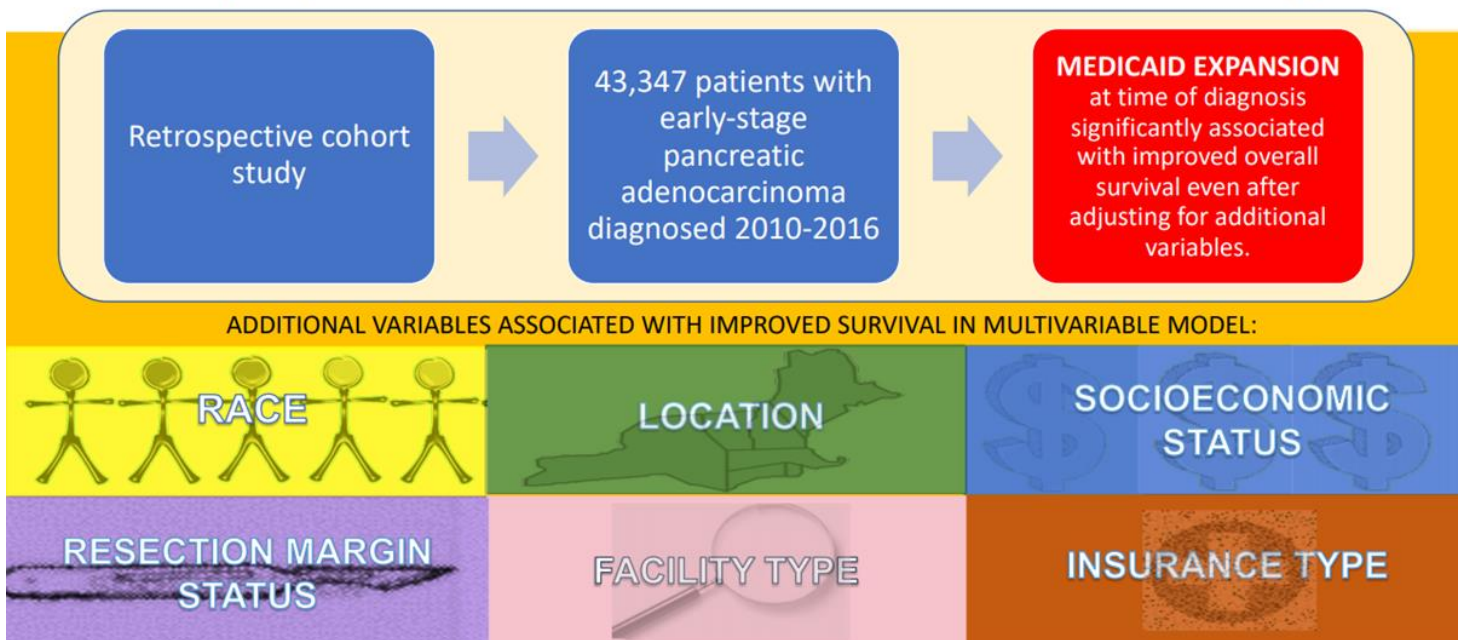 Retrospective cohort
study
43,347 patients with
early-stage
pancreatic
adenocarcinoma
diagnosed 2010-2016
MEDICAID EXPANSION
at time of diagnosis
significantly associated
with improved overall
survival even after
adjusting for additional
variables.
ADDITIONAL VARIABLES ASSOCIATED WITH IMPROVED SURVIVAL IN MULTIVARIABLE MODEL:
RACE
LOCATION
SOCIOECONOMIC
STATUS
RESECTION MARGIN
STATUS
FACILITY TYPE
INSURANCE TYPE